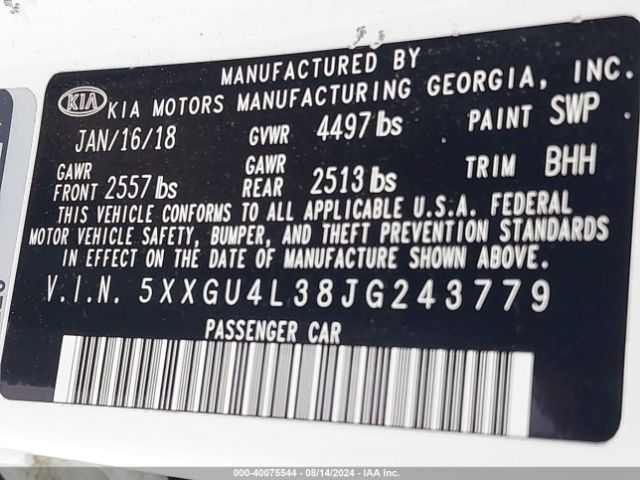 MANUFACTURED BY
KIA KIA MOTORS MANUFACTURING GEORGIA, INC.
JAN/16/18 GVWR 4497 lbs PAINT SWP
GAWR FRONT 2557 lbs GAWR REAR 2513 lbs TRIM BHH
THIS VEHICLE CONFORMS TO ALL APPLICABLE U.S.A. FEDERAL
MOTOR VEHICLE SAFETY, BUMPER, AND THEFT PREVENTION STANDARDS
IN EFFECT ON THE DATE OF MANUFACTURE SHOWN ABOVE.
V.I.N. 5XXGU4L38JG243779
PASSENGER CAR
000-40075544 - 08/14/2024 - IAA Inc.